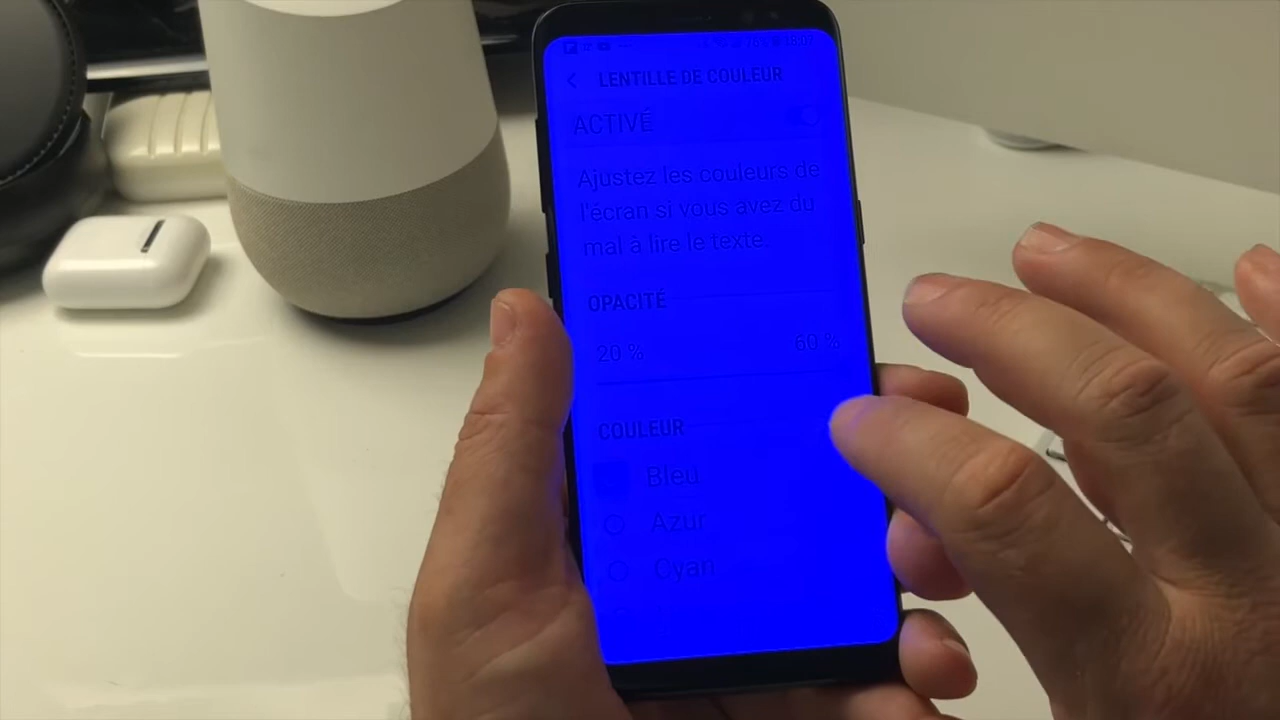 LENTILLE DE COULEUR
ACTIVÉ
Ajustez les couleurs de
l'écran si vous avez du
mal à lire le texte.
OPACITÉ
20 % 60 %
COULEUR
Bleu
Azur
Cyan